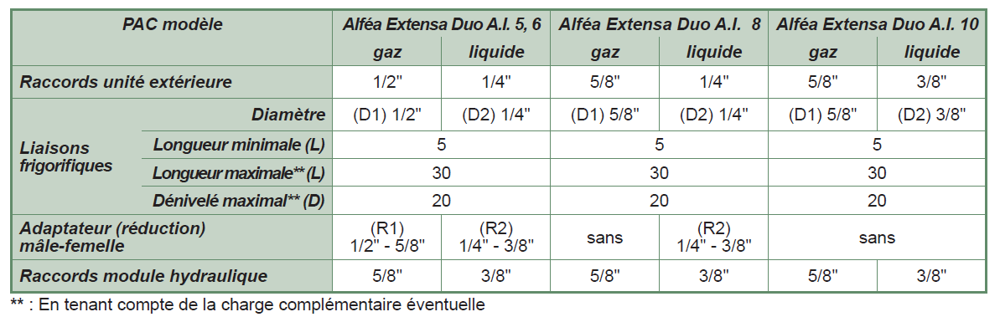 PAC modèle Alféa Extensa Duo A.I. 5, 6 Alféa Extensa Duo A.I. 8 Alféa Extensa Duo A.I. 10
gaz liquide gaz liquide gaz liquide
Raccords unité extérieure 1/2" 1/4" 5/8" 1/4" 5/8" 3/8"
Liaisons frigorifiques
Diamètre (D1) 1/2" (D2) 1/4" (D1) 5/8" (D2) 1/4" (D1) 5/8" (D2) 3/8"
Longueur minimale (L) 5 5 5
Longueur maximale** (L) 30 30 30
Dénivelé maximal** (D) 20 20 20
Adaptateur (réduction) (R1) (R2) sans (R2) sans
mâle-femelle 1/2" - 5/8" 1/4" - 3/8" 1/4" - 3/8"
Raccords module hydraulique 5/8" 3/8" 5/8" 3/8" 5/8" 3/8"
** : En tenant compte de la charge complémentaire éventuelle